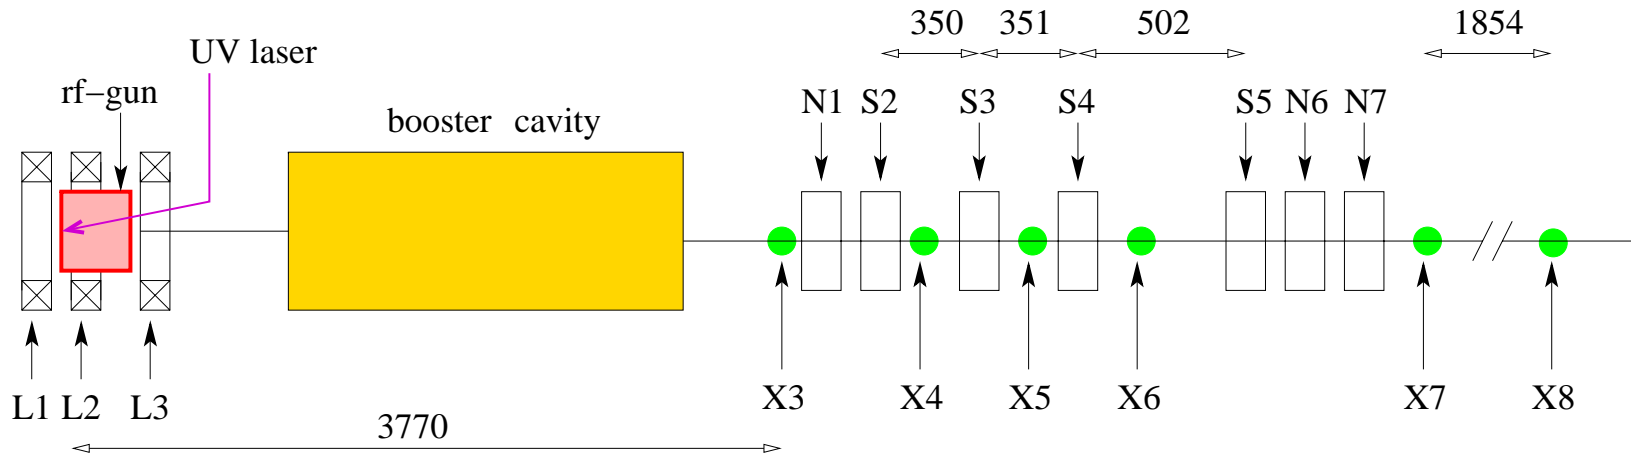 350 351 502 1854
UV laser
rf−gun
booster cavity
N1 S2 S3 S4 S5 N6 N7
L1 L2 L3 X3 X4 X5 X6 X7 X8
3770